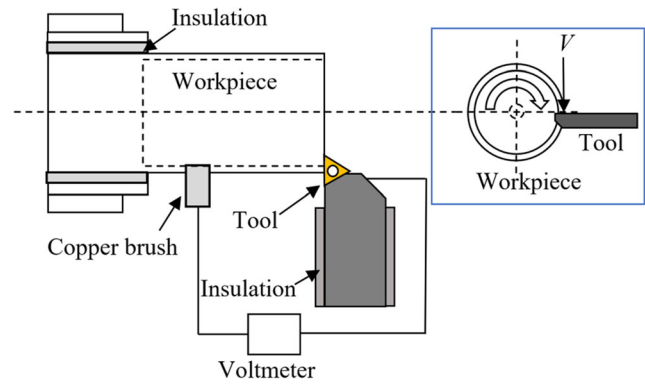 Insulation
Workpiece
V
Tool
Workpiece
Tool
Copper brush
Insulation
Voltmeter